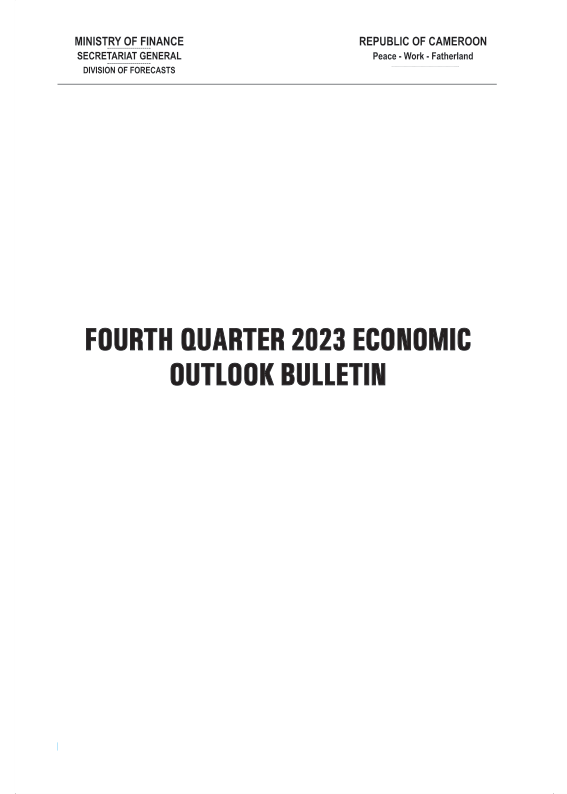 MINISTRY OF FINANCE
SECRETARIAT GENERAL
DIVISION OF FORECASTS
REPUBLIC OF CAMEROON
Peace - Work - Fatherland
FOURTH QUARTER 2023 ECONOMIC
OUTLOOK BULLETIN